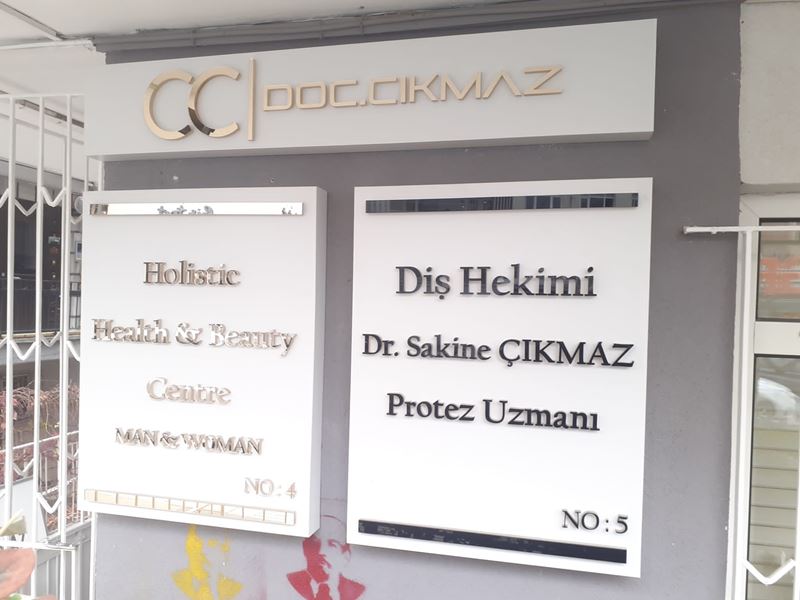 CC | DOC.CIKMAZ
Holistic
Health & Beauty
Centre
MAN & WOMAN
NO : 4
Diş Hekimi
Dr. Sakine ÇIKMAZ
Protez Uzmanı
NO : 5